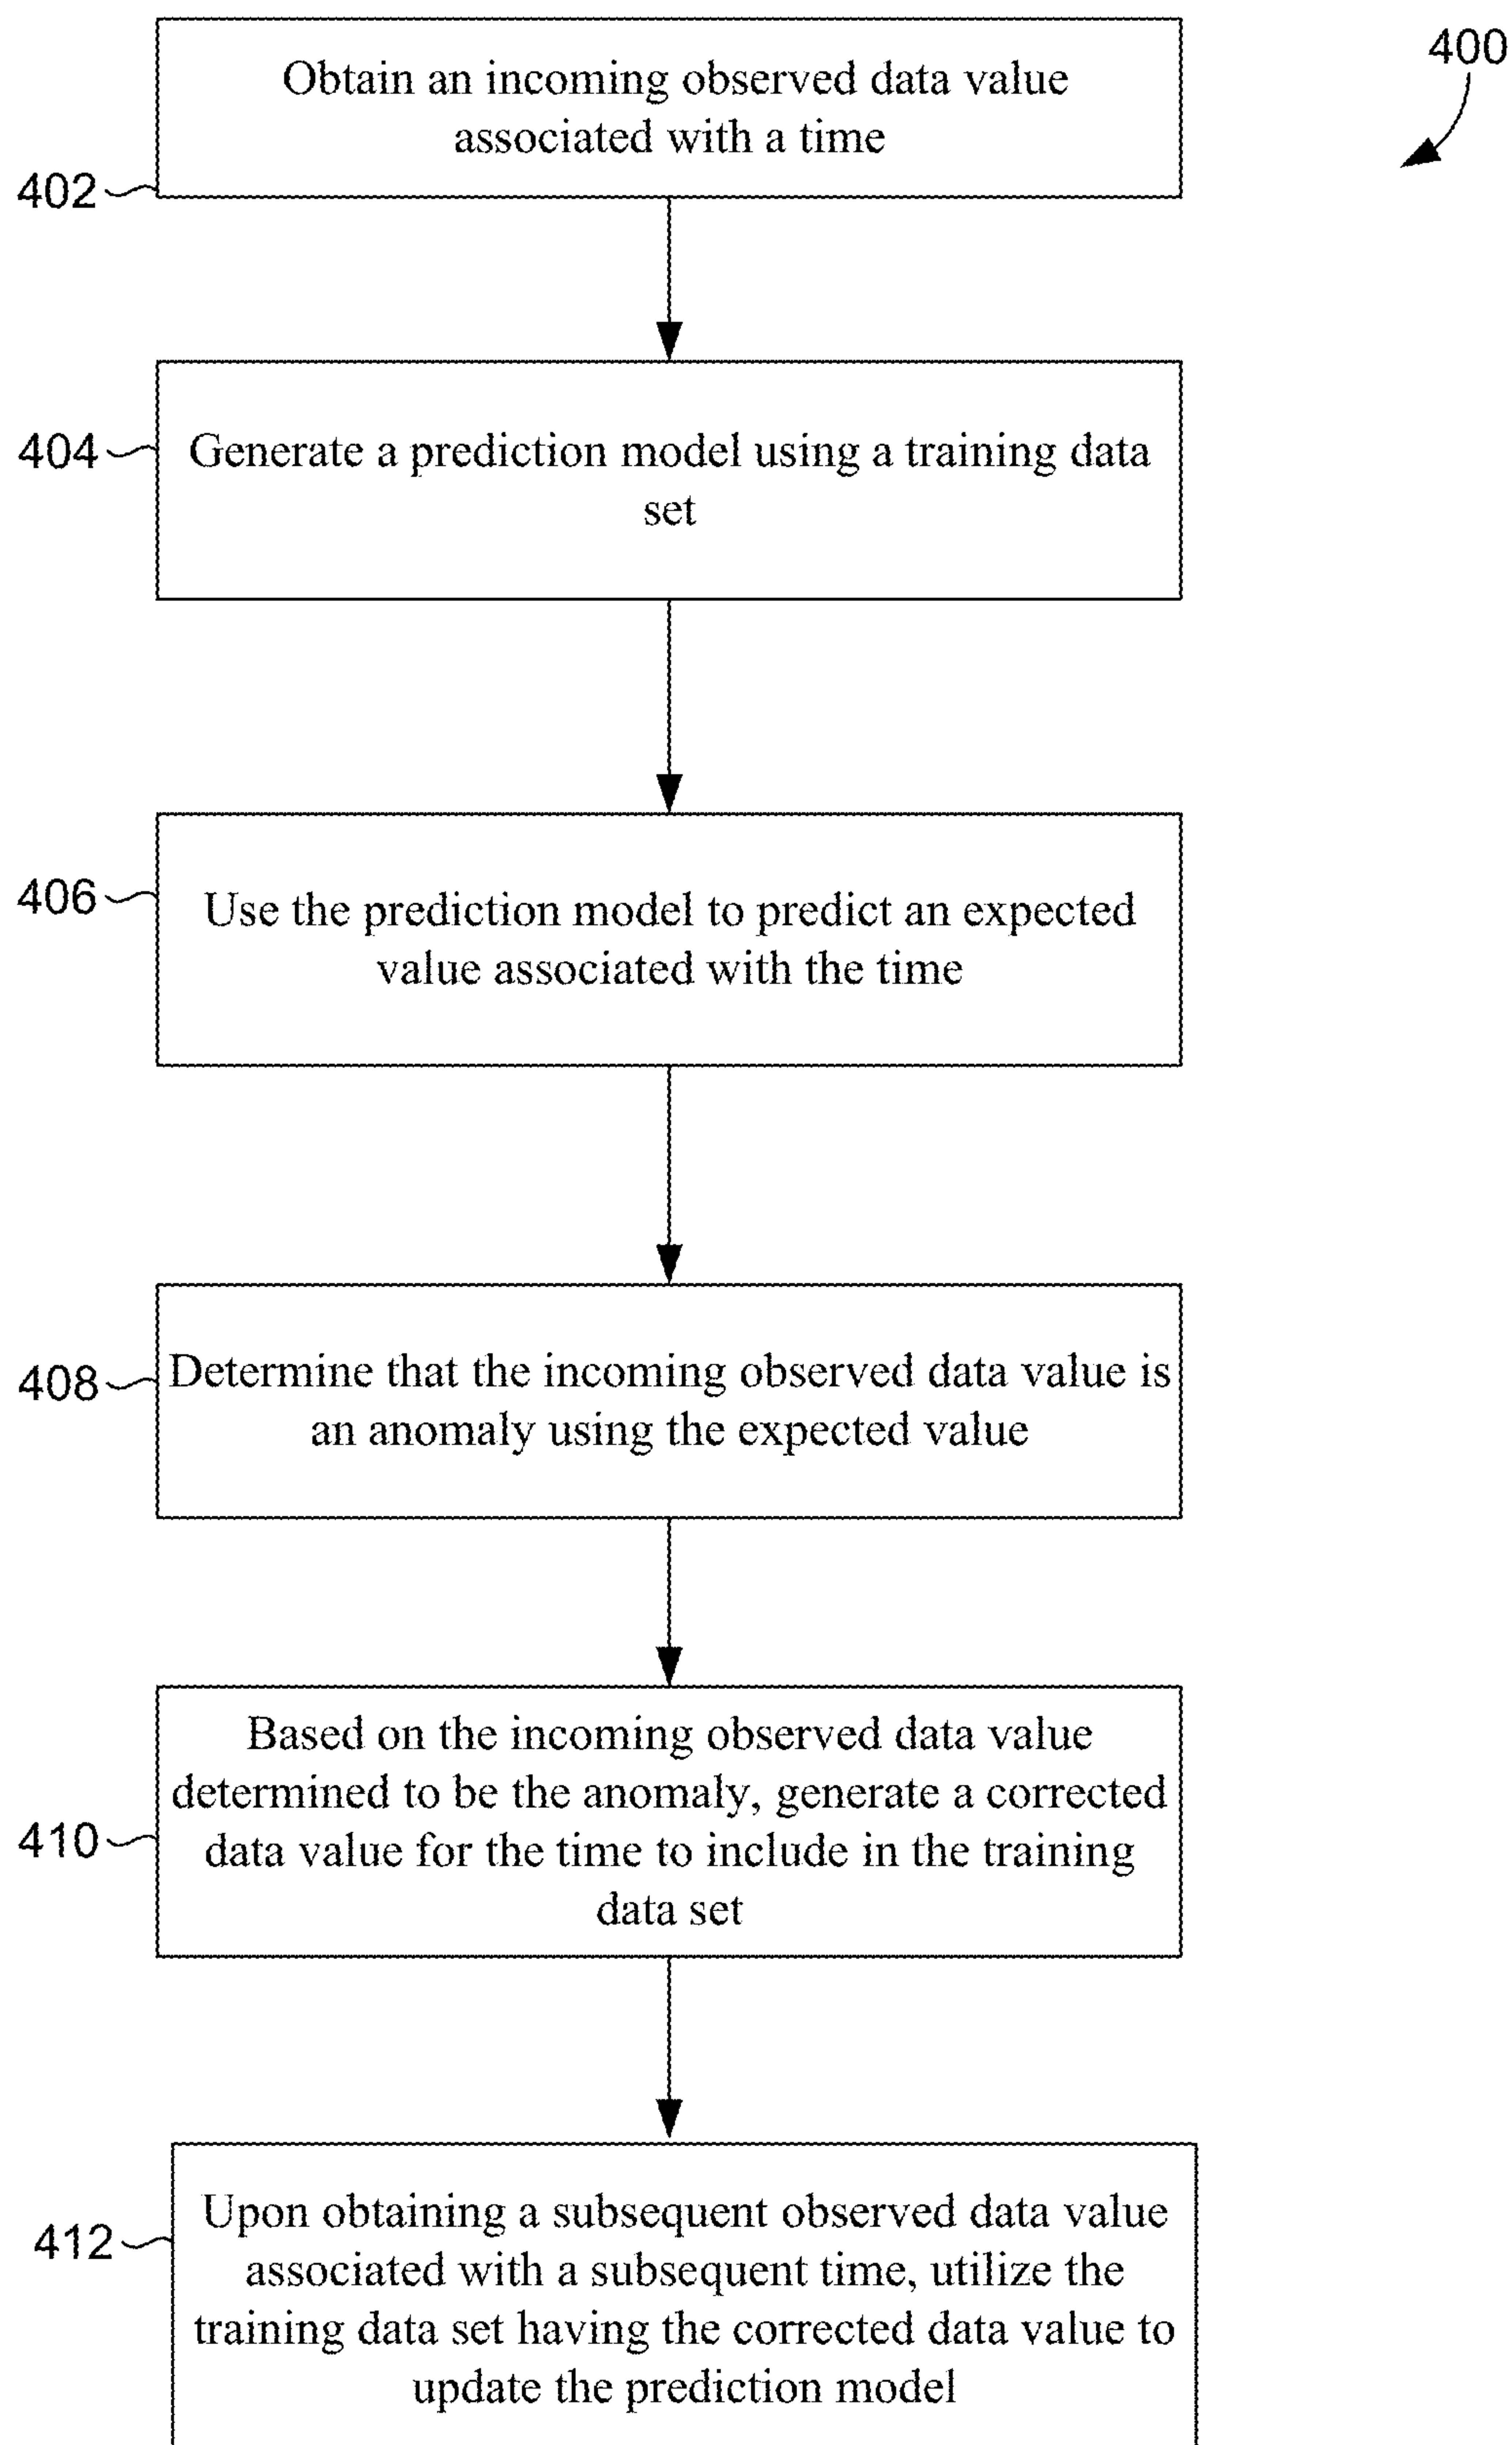 400
Obtain an incoming observed data value
associated with a time
402
404
Generate a prediction model using a training data
set
406
Use the prediction model to predict an expected
value associated with the time
408
Determine that the incoming observed data value is
an anomaly using the expected value
Based on the incoming observed data value
determined to be the anomaly, generate a corrected
410
data value for the time to include in the training
data set
412
Upon obtaining a subsequent observed data value
associated with a subsequent time, utilize the
training data set having the corrected data value to
update the prediction model